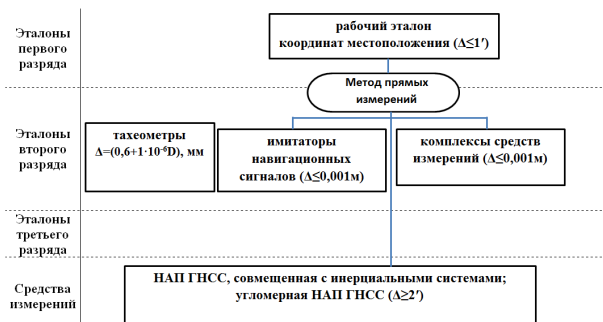 Эталоны
первого
разряда
рабочий эталон
координат местоположения (Δ≤1′)
Метод прямых
измерений
Эталоны
второго
разряда
тахеометры
Δ=(0,6+1·10⁻⁶D), мм
имитаторы
навигационных
сигналов (Δ≤0,001м)
комплексы средств
измерений (Δ≤0,001м)
Эталоны
третьего
разряда
Средства
измерений
НАП ГНСС, совмещенная с инерциальными системами;
угломерная НАП ГНСС (Δ≥2′)